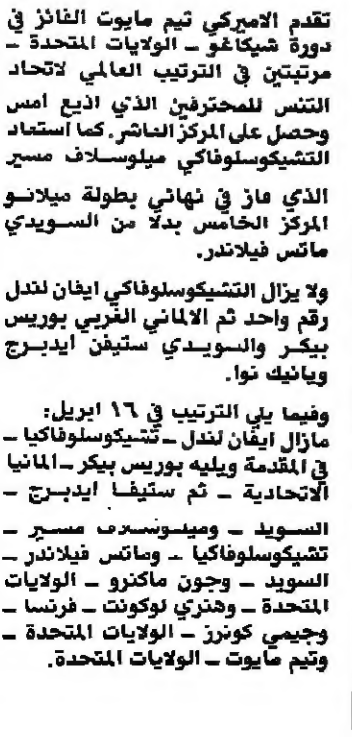 تقدم الاميركي تيم مايوت الفائز في
دورة شيكاغو ـ الولايات المتحدة ـ
مرتبتين في الترتيب العالمي لاتحاد
التنس للمحترفين الذي اذيع امس
وحصل على المركز العاشر. كما استعاد
التشيكوسلوفاكي ميلوسلاف مسير
الذي فاز في نهائي بطولة ميلانو
المركز الخامس بدلا من السويدي
ماتس فيلاندر.
ولا يزال التشيكوسلوفاكي ايفان لندل
رقم واحد ثم الالماني الغربي بوريس
بيكر والسويدي ستيفن ايدبرج
ويانيك نوا.
وفيما يلي الترتيب في ١٦ ابريل:
مازال ايفان لندل ـ تشيكوسلوفاكيا ـ
في المقدمة ويليه بوريس بيكر ـ المانيا
الاتحادية ـ ثم ستيفا ايدبرج ـ
السويد ـ وميلوسلاف مسير ـ
تشيكوسلوفاكيا ـ وماتس فيلاندر ـ
السويد ـ وجون ماكنرو ـ الولايات
المتحدة ـ وهنري لوكونت ـ فرنسا ـ
وجيمي كونرز ـ الولايات المتحدة ـ
وتيم مايوت ـ الولايات المتحدة.